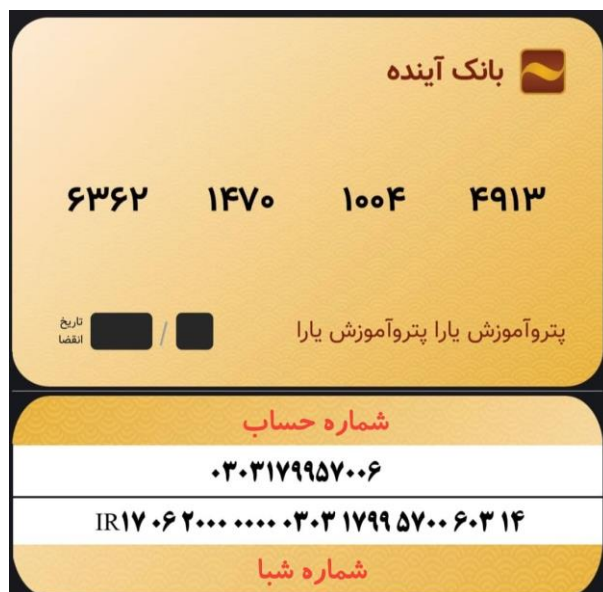 بانک آینده
۶۳۶۲ ۱۴۷۰ ۱۰۰۴ ۴۹۱۳
پتروآموزش یارا پتروآموزش یارا
/
تاریخ
انقضا
شماره حساب
۰۳۰۳۱۷۹۹۵۷۰۰۶
IR۱۷ ۰۶ ۲۰۰۰ ۰۰۰۰ ۰۳۰۳ ۱۷۹۹ ۵۷۰۰ ۶۰۳ ۱۴
شماره شبا